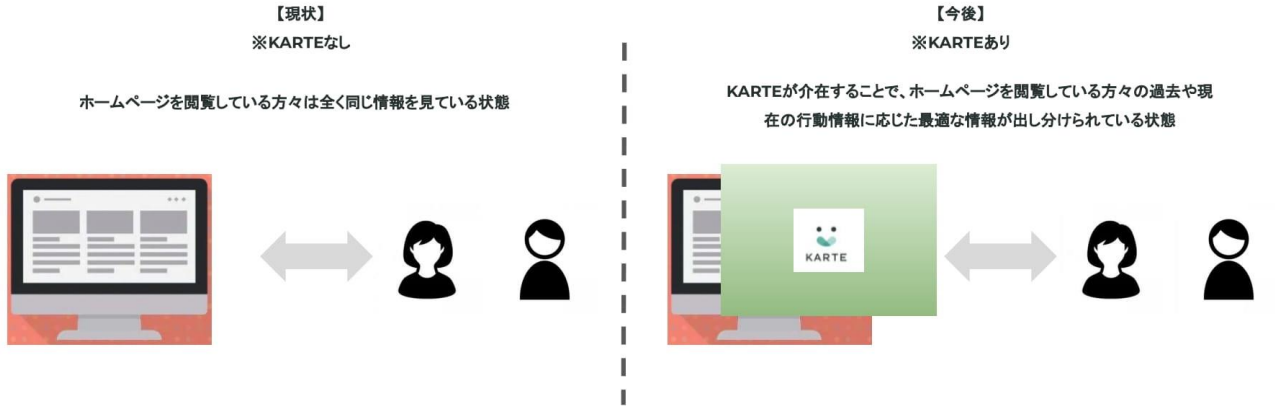 【現状】
※KARTEなし
ホームページを閲覧している方々は全く同じ情報を見ている状態
【今後】
※KARTEあり
KARTEが介在することで、ホームページを閲覧している方々の過去や現
在の行動情報に応じた最適な情報が出し分けられている状態
KARTE